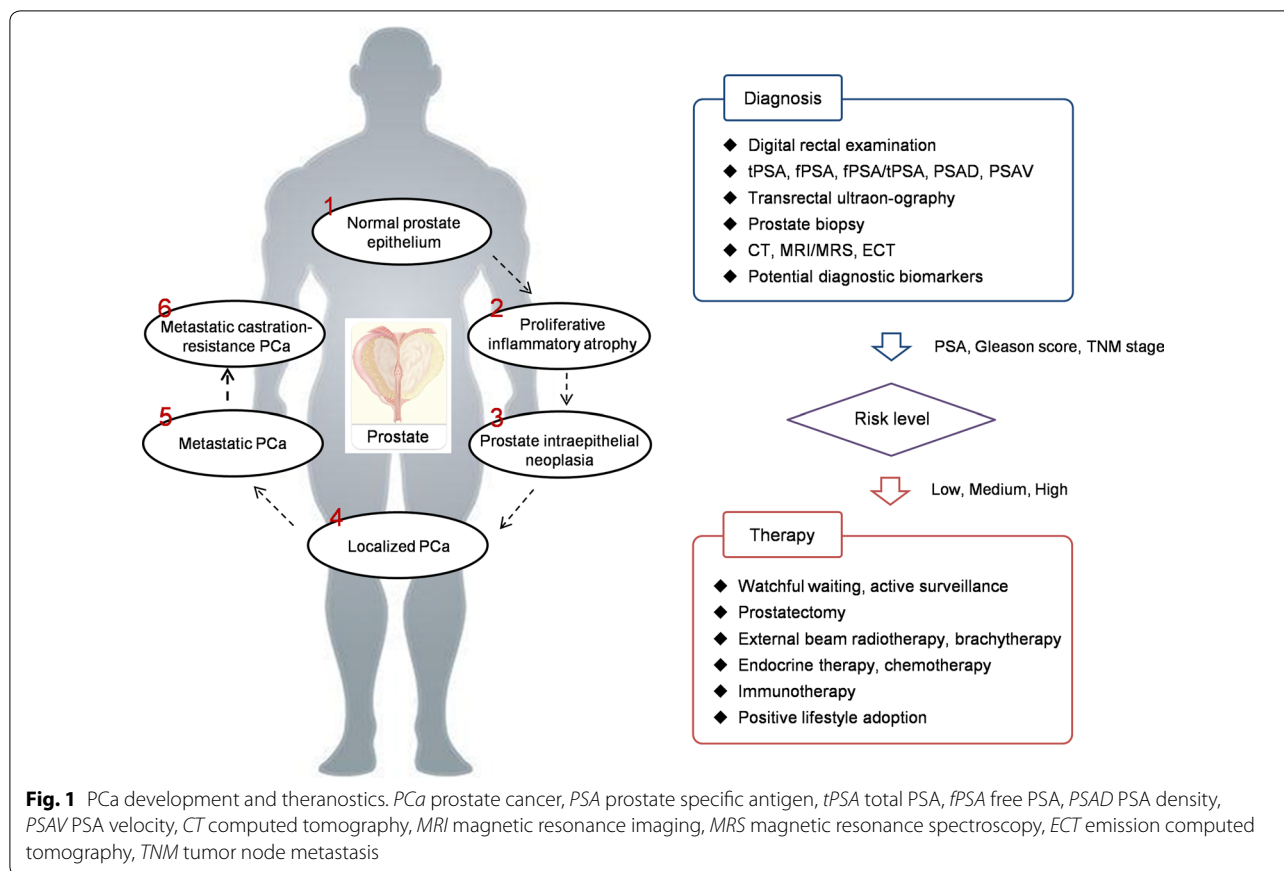 1
Normal prostate
epithelium
2
Proliferative
inflammatory atrophy
3
Prostate intraepithelial
neoplasia
4
Localized PCa
5
Metastatic PCa
6
Metastatic castration-
resistance PCa
Prostate
Diagnosis
◆ Digital rectal examination
◆ tPSA, fPSA, fPSA/tPSA, PSAD, PSAV
◆ Transrectal ultraon-ography
◆ Prostate biopsy
◆ CT, MRI/MRS, ECT
◆ Potential diagnostic biomarkers
PSA, Gleason score, TNM stage
Risk level
Low, Medium, High
Therapy
◆ Watchful waiting, active surveillance
◆ Prostatectomy
◆ External beam radiotherapy, brachytherapy
◆ Endocrine therapy, chemotherapy
◆ Immunotherapy
◆ Positive lifestyle adoption
Fig. 1 PCa development and theranostics. PCa prostate cancer, PSA prostate specific antigen, tPSA total PSA, fPSA free PSA, PSAD PSA density,
PSAV PSA velocity, CT computed tomography, MRI magnetic resonance imaging, MRS magnetic resonance spectroscopy, ECT emission computed
tomography, TNM tumor node metastasis